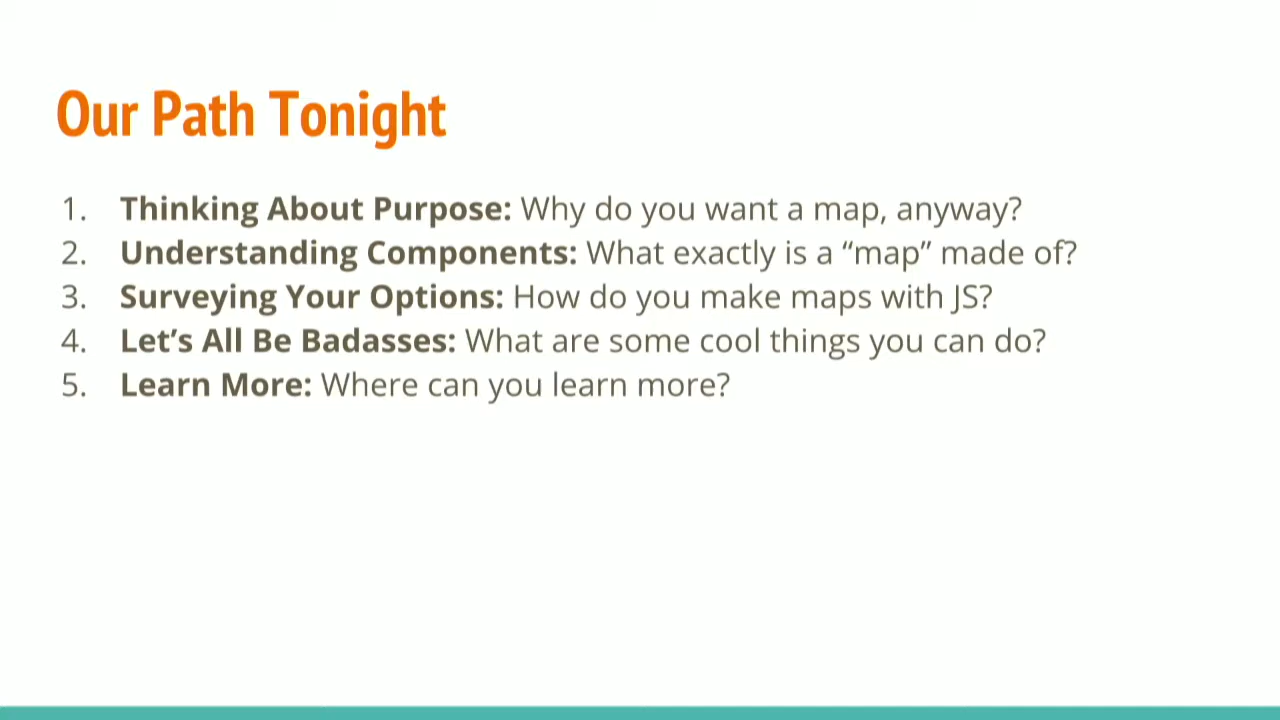 Our Path Tonight
1. Thinking About Purpose: Why do you want a map, anyway?
2. Understanding Components: What exactly is a “map” made of?
3. Surveying Your Options: How do you make maps with JS?
4. Let’s All Be Badasses: What are some cool things you can do?
5. Learn More: Where can you learn more?